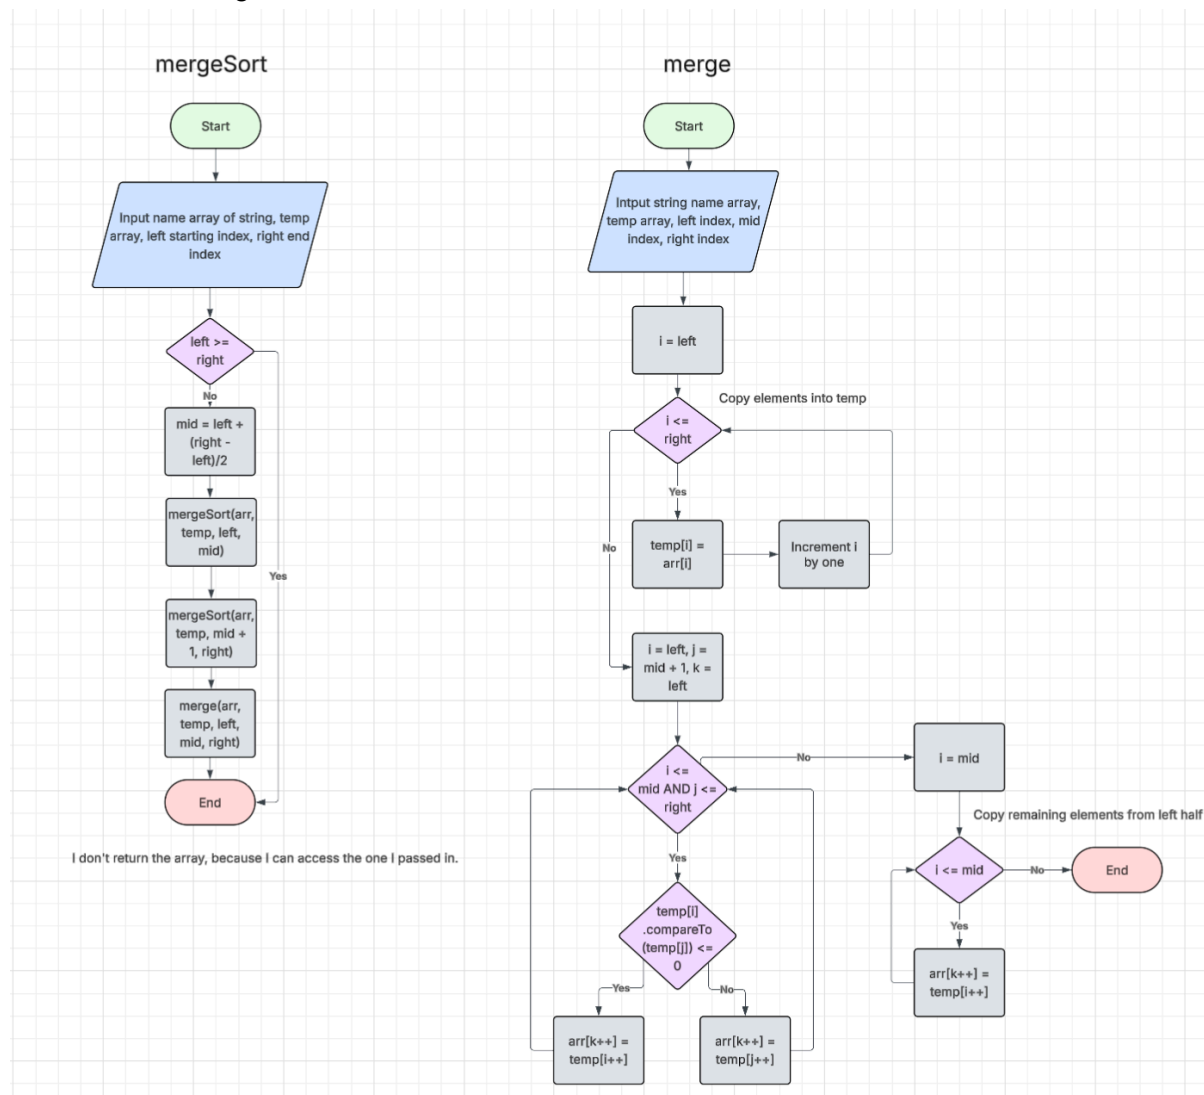 mergeSort
Start
Input name array of string, temp
array, left starting index, right end
index
left >=
right
No
mid = left +
(right -
left)/2
mergeSort(arr,
temp, left,
mid)
Yes
mergeSort(arr,
temp, mid +
1, right)
merge(arr,
temp, left,
mid, right)
End
I don't return the array, because I can access the one I passed in.
merge
Start
Intput string name array,
temp array, left index, mid
index, right index
i = left
Copy elements into temp
i <=
right
Yes
No
temp[i] =
arr[i]
Increment i
by one
i = left, j =
mid + 1, k =
left
i <=
mid AND j <=
right
No
i = mid
Copy remaining elements from left half
Yes
i <= mid
No
End
temp[i]
.compareTo
(temp[j]) <=
0
Yes
arr[k++] =
temp[i++]
Yes
No
arr[k++] =
temp[i++]
arr[k++] =
temp[j++]